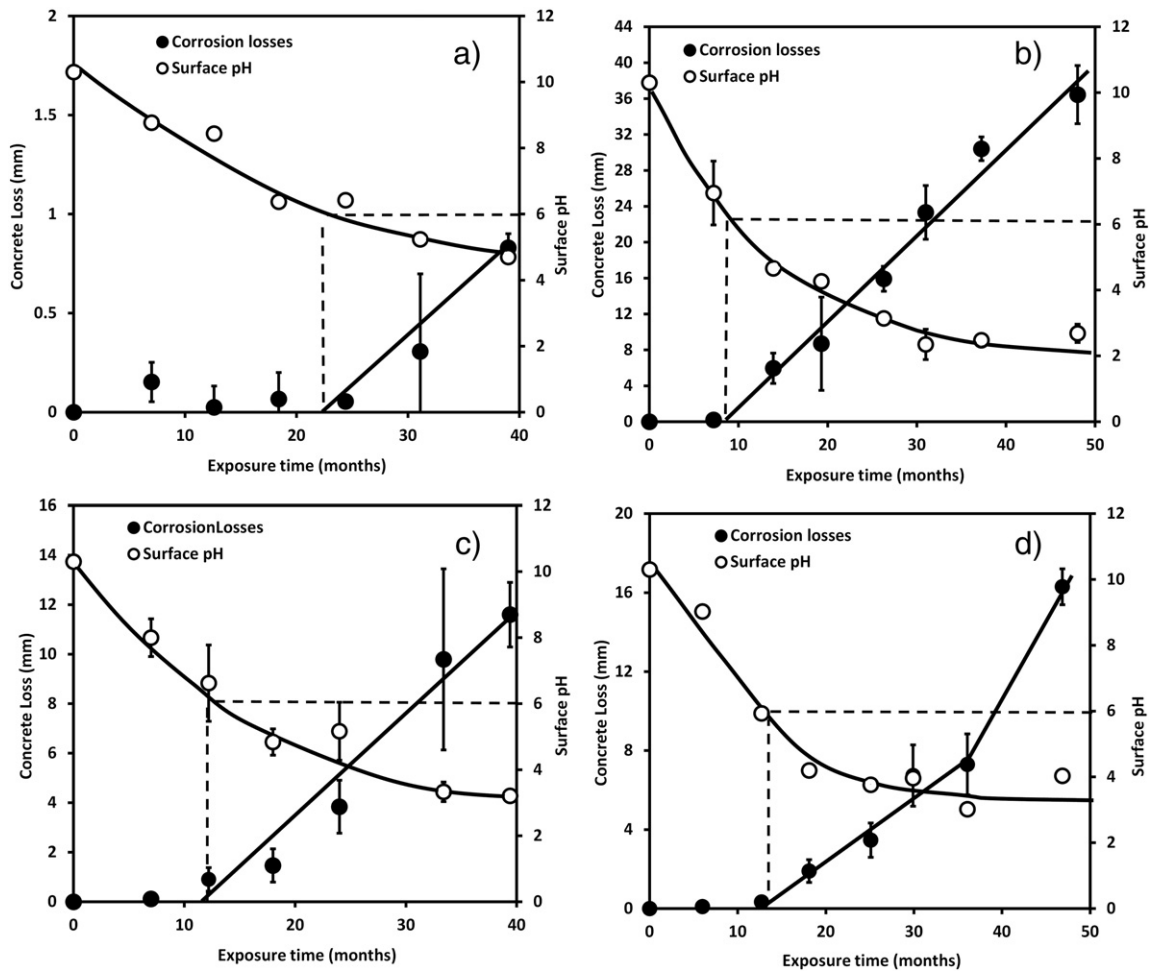 a)
Corrosion losses
Surface pH
Concrete Loss (mm)
2
1.5
1
0.5
0
12
10
8
6
4
2
0
Surface pH
0 10 20 30 40
Exposure time (months)
b)
Corrosion losses
Surface pH
Concrete Loss (mm)
44
40
36
32
28
24
20
16
12
8
4
0
12
10
8
6
4
2
0
Surface pH
0 10 20 30 40 50
Exposure time (months)
c)
CorrosionLosses
Surface pH
Concrete Loss (mm)
16
14
12
10
8
6
4
2
0
12
10
8
6
4
2
0
Surface pH
0 10 20 30 40
Exposure time (months)
d)
Corrosion losses
Surface pH
Concrete Loss (mm)
20
16
12
8
4
0
12
10
8
6
4
2
0
Surface pH
0 10 20 30 40 50
Exposure time (months)